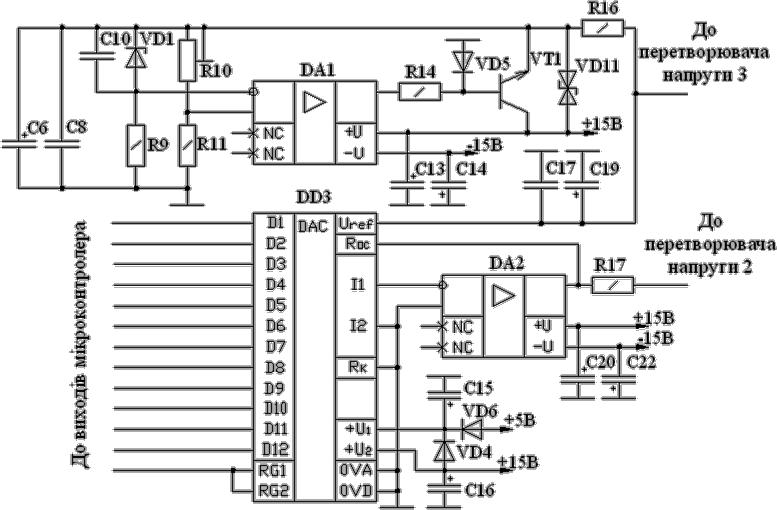 R16
До
перетворювача
напруги 3
C10
VD1
R10
DA1
R14
VD5
VT1
VD11
C6
C8
R9
R11
NC
NC
+U
-U
+15В
-15В
C13
C14
C17
C19
DD3
До виходів мікроконтролера
D1
D2
D3
D4
D5
D6
D7
D8
D9
D10
D11
D12
RG1
RG2
DAC
Uref
Rос
I1
I2
Rк
+U1
+U2
0VA
0VD
До
перетворювача
напруги 2
DA2
R17
NC
NC
+U
-U
+15В
-15В
C20
C22
C15
VD6
+5В
VD4
+15В
C16